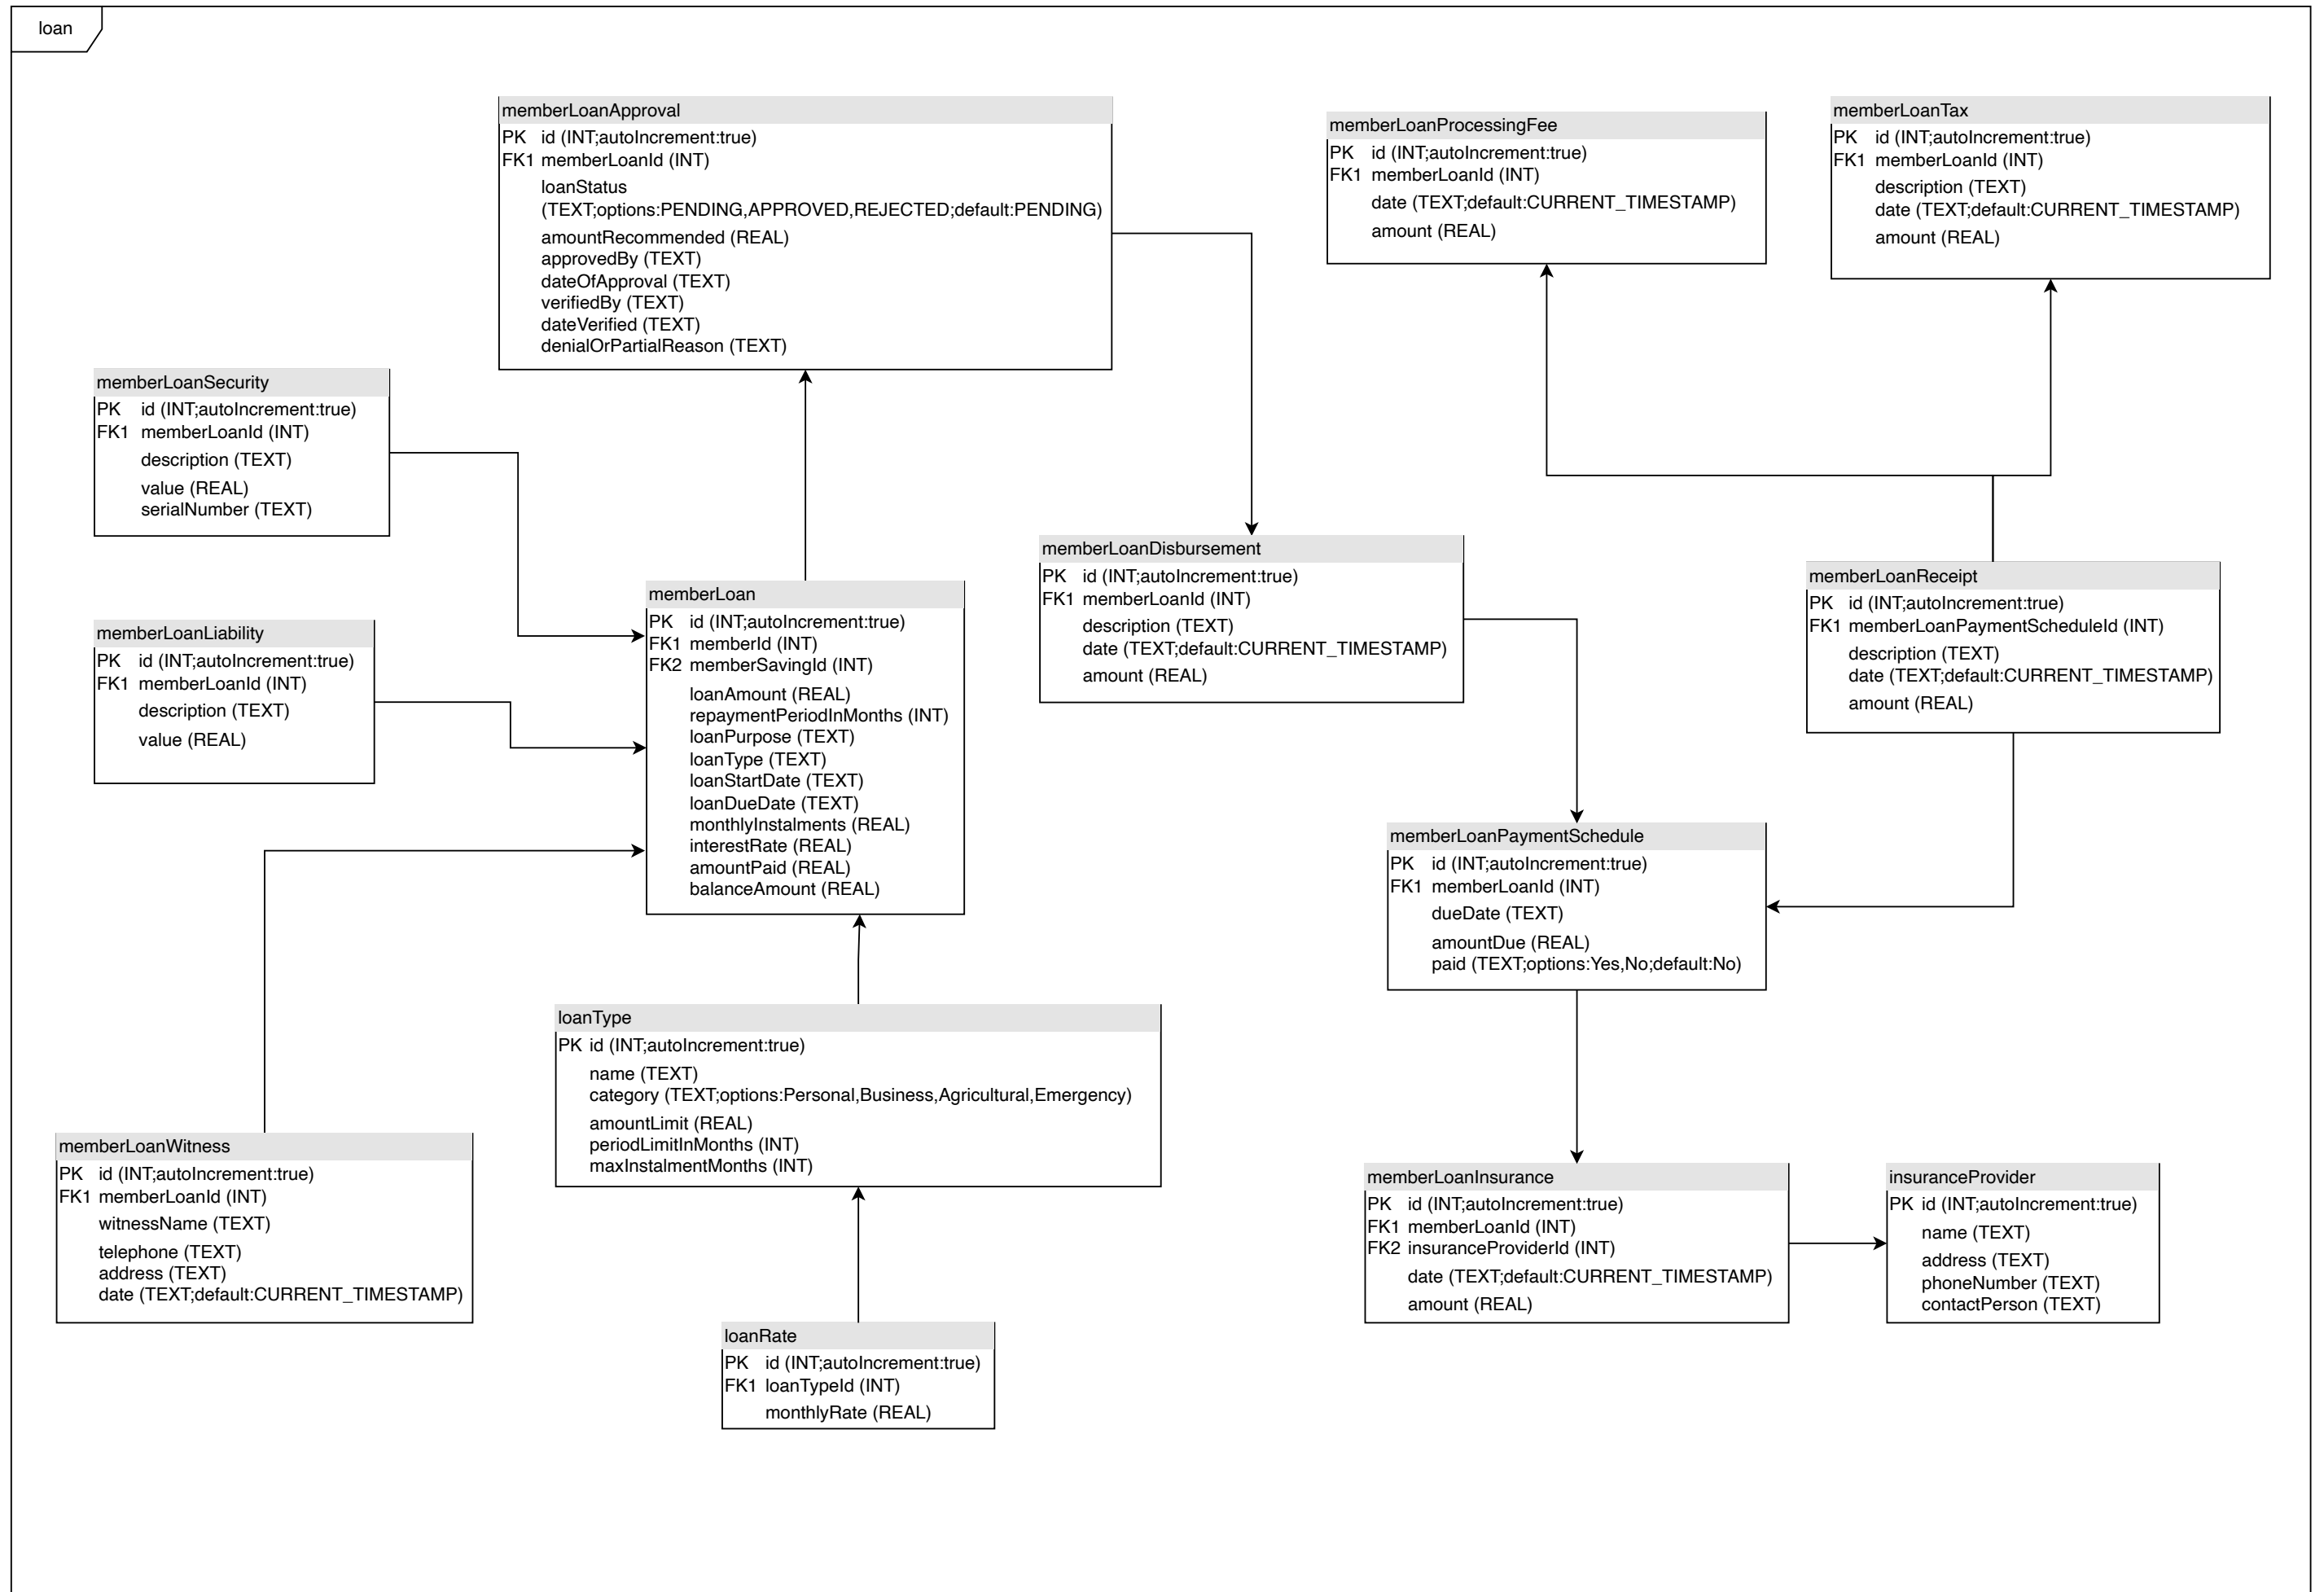 loan
memberLoanApproval
PK id (INT;autoIncrement:true)
FK1 memberLoanId (INT)
loanStatus
(TEXT;options:PENDING,APPROVED,REJECTED;default:PENDING)
amountRecommended (REAL)
approvedBy (TEXT)
dateOfApproval (TEXT)
verifiedBy (TEXT)
dateVerified (TEXT)
denialOrPartialReason (TEXT)
memberLoanProcessingFee
PK id (INT;autoIncrement:true)
FK1 memberLoanId (INT)
date (TEXT;default:CURRENT_TIMESTAMP)
amount (REAL)
memberLoanTax
PK id (INT;autoIncrement:true)
FK1 memberLoanId (INT)
description (TEXT)
date (TEXT;default:CURRENT_TIMESTAMP)
amount (REAL)
memberLoanSecurity
PK id (INT;autoIncrement:true)
FK1 memberLoanId (INT)
description (TEXT)
value (REAL)
serialNumber (TEXT)
memberLoanLiability
PK id (INT;autoIncrement:true)
FK1 memberLoanId (INT)
description (TEXT)
value (REAL)
memberLoan
PK id (INT;autoIncrement:true)
FK1 memberId (INT)
FK2 memberSavingId (INT)
loanAmount (REAL)
repaymentPeriodInMonths (INT)
loanPurpose (TEXT)
loanType (TEXT)
loanStartDate (TEXT)
loanDueDate (TEXT)
monthlyInstalments (REAL)
interestRate (REAL)
amountPaid (REAL)
balanceAmount (REAL)
memberLoanDisbursement
PK id (INT;autoIncrement:true)
FK1 memberLoanId (INT)
description (TEXT)
date (TEXT;default:CURRENT_TIMESTAMP)
amount (REAL)
memberLoanReceipt
PK id (INT;autoIncrement:true)
FK1 memberLoanPaymentScheduleId (INT)
description (TEXT)
date (TEXT;default:CURRENT_TIMESTAMP)
amount (REAL)
memberLoanPaymentSchedule
PK id (INT;autoIncrement:true)
FK1 memberLoanId (INT)
dueDate (TEXT)
amountDue (REAL)
paid (TEXT;options:Yes,No;default:No)
loanType
PK id (INT;autoIncrement:true)
name (TEXT)
category (TEXT;options:Personal,Business,Agricultural,Emergency)
amountLimit (REAL)
periodLimitInMonths (INT)
maxInstalmentMonths (INT)
memberLoanWitness
PK id (INT;autoIncrement:true)
FK1 memberLoanId (INT)
witnessName (TEXT)
telephone (TEXT)
address (TEXT)
date (TEXT;default:CURRENT_TIMESTAMP)
memberLoanInsurance
PK id (INT;autoIncrement:true)
FK1 memberLoanId (INT)
FK2 insuranceProviderId (INT)
date (TEXT;default:CURRENT_TIMESTAMP)
amount (REAL)
insuranceProvider
PK id (INT;autoIncrement:true)
name (TEXT)
address (TEXT)
phoneNumber (TEXT)
contactPerson (TEXT)
loanRate
PK id (INT;autoIncrement:true)
FK1 loanTypeId (INT)
monthlyRate (REAL)